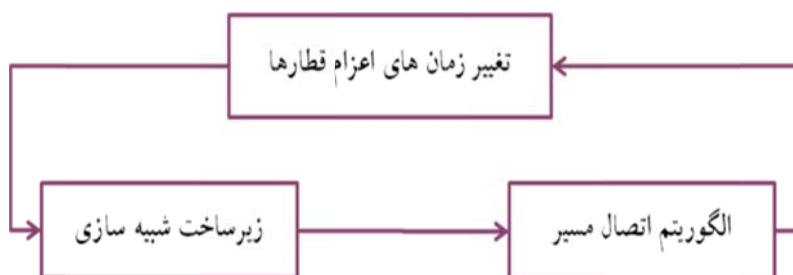 تغییر زمان های اعزام قطارها
الگوریتم اتصال مسیر
زیرساخت شبیه سازی